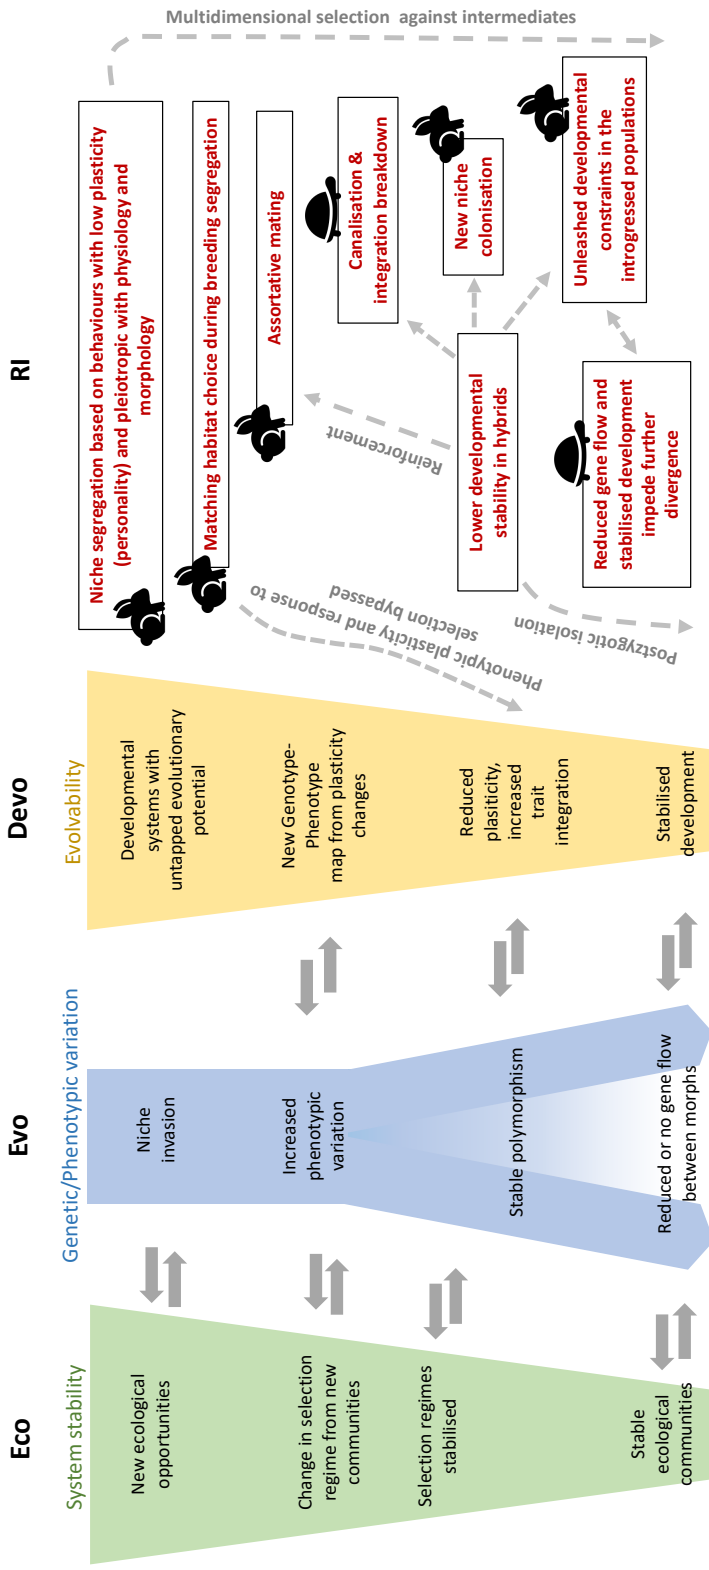 Eco
System stability
New ecological
opportunities
Change in selection
regime from new
communities
Selection regimes
stabilised
Stable
ecological
communities
Evo
Genetic/Phenotypic variation
Niche
invasion
Increased
phenotypic
variation
Stable polymorphism
Reduced or no gene flow
between morphs
Devo
Evolvability
Developmental
systems with
untapped evolutionary
potential
New Genotype-
Phenotype
map from plasticity
changes
Reduced
plasiticity,
increased
trait
integration
Stabilised
development
RI
Niche segregation based on behaviours with low plasticity
(personality) and pleiotropic with physiology and
morphology
Matching habitat choice during breeding segregation
Assortative mating
Canalisation &
integration breakdown
New niche
colonisation
Unleashed developmental
constraints in the
introgressed populations
Lower developmental
stability in hybrids
Reduced gene flow and
stabilised development
impede further
divergence
Multidimensional selection against intermediates
Reinforcement
Phenotypic plasticity and response to
selection bypassed
Postzygotic isolation